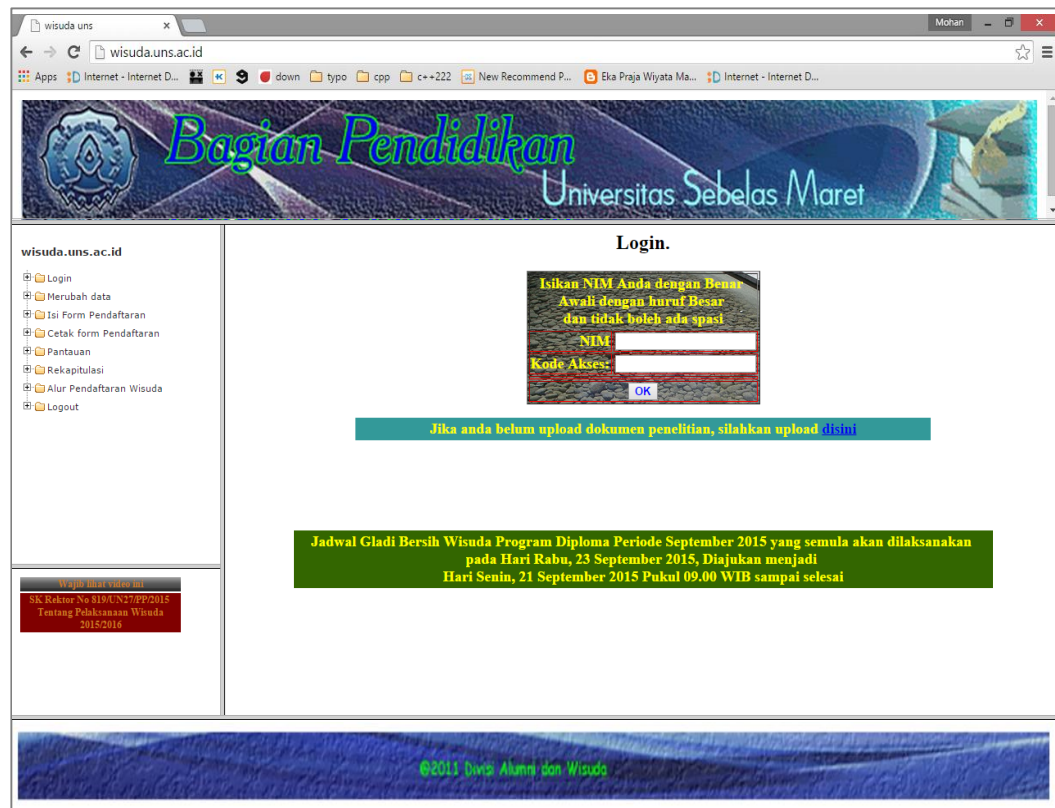 wisuda uns
Mohan
wisuda.uns.ac.id
Apps
Internet - Internet D...
down
typo
cpp
c++222
New Recommend P...
Eka Praja Wiyata Ma...
Internet - Internet D...
Bagian Pendidikan
Universitas Sebelas Maret
wisuda.uns.ac.id
Login
Merubah data
Isi Form Pendaftaran
Cetak form Pendaftaran
Pantauan
Rekapitulasi
Alur Pendaftaran Wisuda
Logout
Wajib lihat video ini
SK Rektor No 819/UN27/PP/2015
Tentang Pelaksanaan Wisuda
2015/2016
Login.
Isikan NIM Anda dengan Benar
Awali dengan huruf Besar
dan tidak boleh ada spasi
NIM
Kode Akses:
OK
Jika anda belum upload dokumen penelitian, silahkan upload disini
Jadwal Gladi Bersih Wisuda Program Diploma Periode September 2015 yang semula akan dilaksanakan
pada Hari Rabu, 23 September 2015, Diajukan menjadi
Hari Senin, 21 September 2015 Pukul 09.00 WIB sampai selesai
©2011 Divisi Alumni dan Wisuda